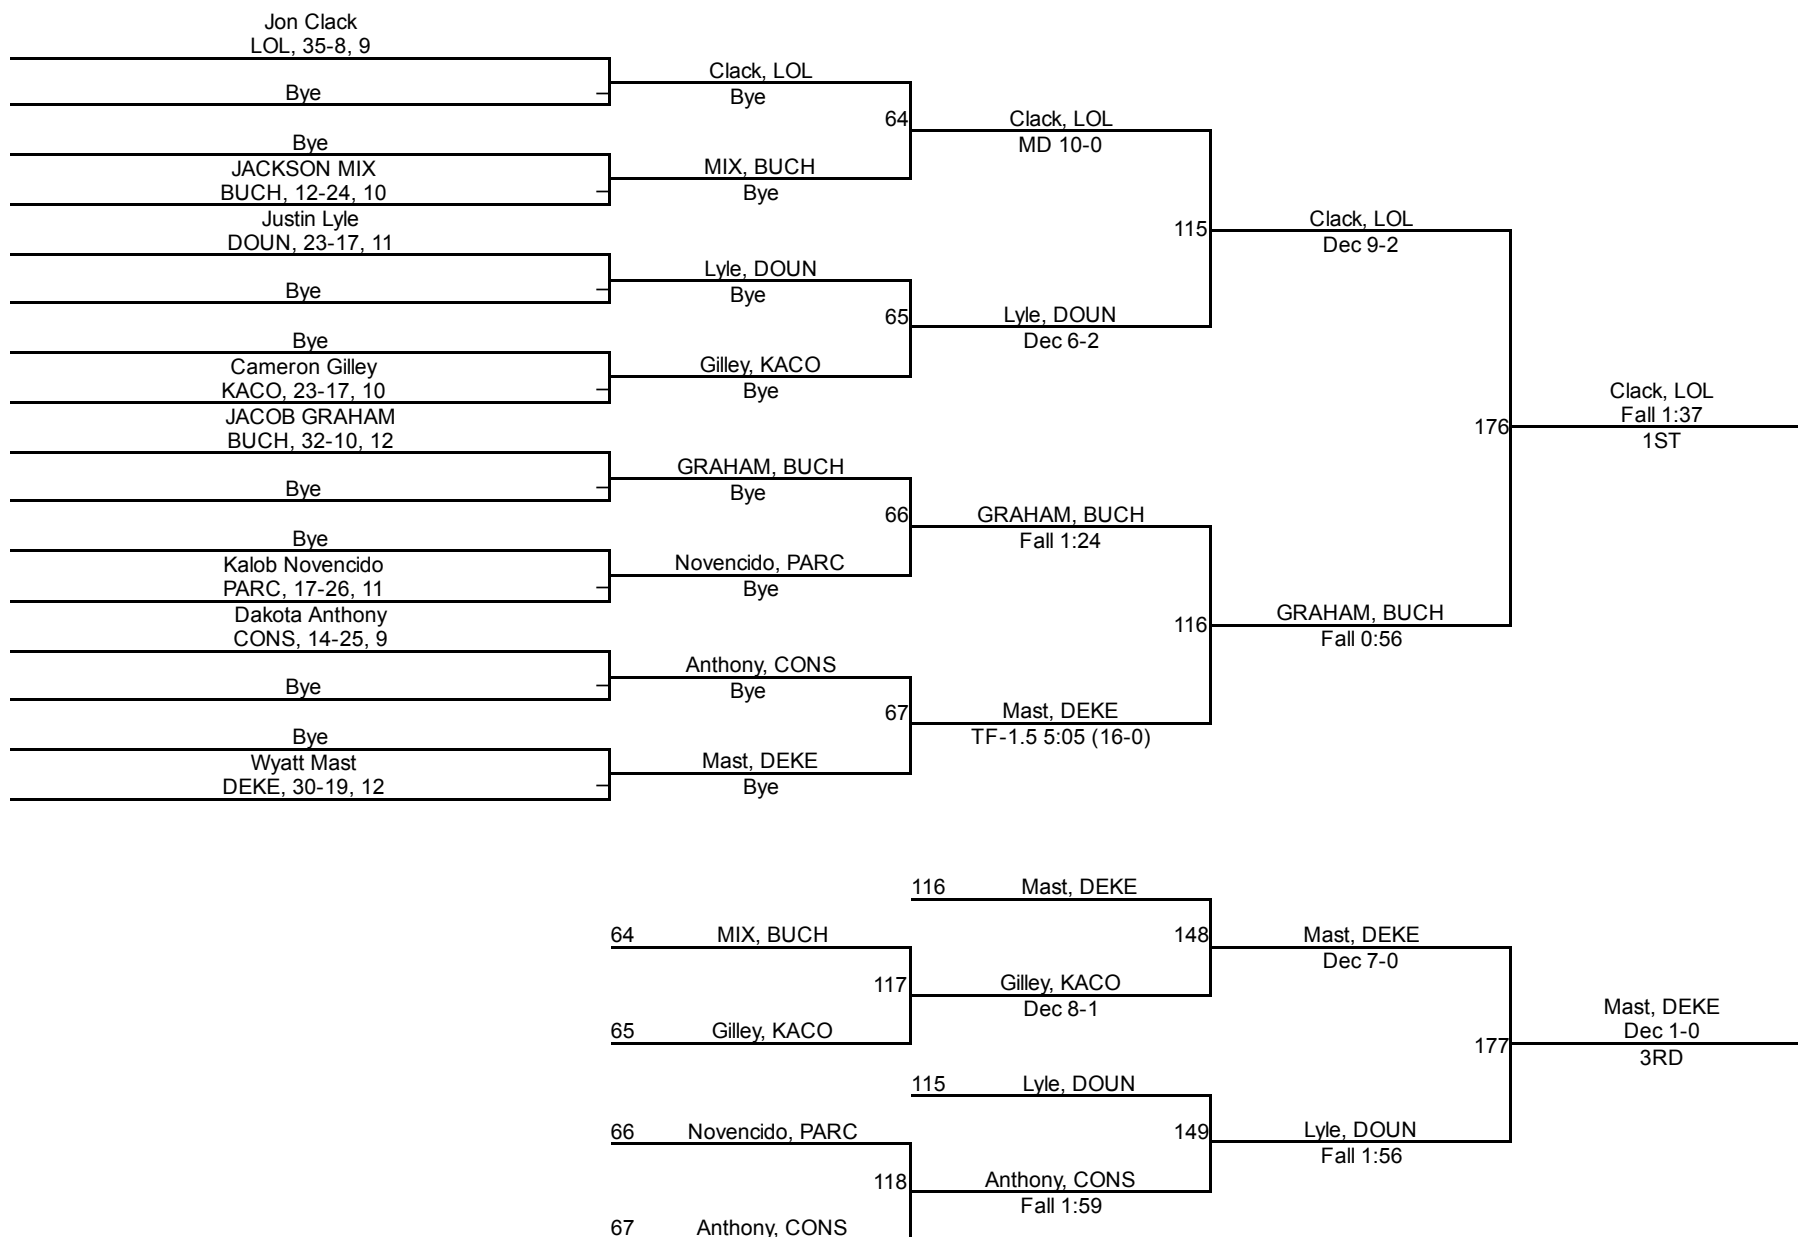 Jon Clack
LOL, 35-8, 9
Bye
Bye
JACKSON MIX
BUCH, 12-24, 10
Justin Lyle
DOUN, 23-17, 11
Bye
Bye
Cameron Gilley
KACO, 23-17, 10
JACOB GRAHAM
BUCH, 32-10, 12
Bye
Bye
Kalob Novencido
PARC, 17-26, 11
Dakota Anthony
CONS, 14-25, 9
Bye
Bye
Wyatt Mast
DEKE, 30-19, 12
Clack, LOL
Bye
64
MIX, BUCH
Bye
Lyle, DOUN
Bye
65
Gilley, KACO
Bye
GRAHAM, BUCH
Bye
66
Novencido, PARC
Bye
Anthony, CONS
Bye
67
Mast, DEKE
Bye
Clack, LOL
MD 10-0
115
Lyle, DOUN
Dec 6-2
GRAHAM, BUCH
Fall 1:24
116
Mast, DEKE
TF-1.5 5:05 (16-0)
Clack, LOL
Dec 9-2
176
GRAHAM, BUCH
Fall 0:56
Clack, LOL
Fall 1:37
1ST
64 MIX, BUCH
117
65 Gilley, KACO
66 Novencido, PARC
118
67 Anthony, CONS
116 Mast, DEKE
148
Gilley, KACO
Dec 8-1
115 Lyle, DOUN
149
Anthony, CONS
Fall 1:59
Mast, DEKE
Dec 7-0
177
Lyle, DOUN
Fall 1:56
Mast, DEKE
Dec 1-0
3RD